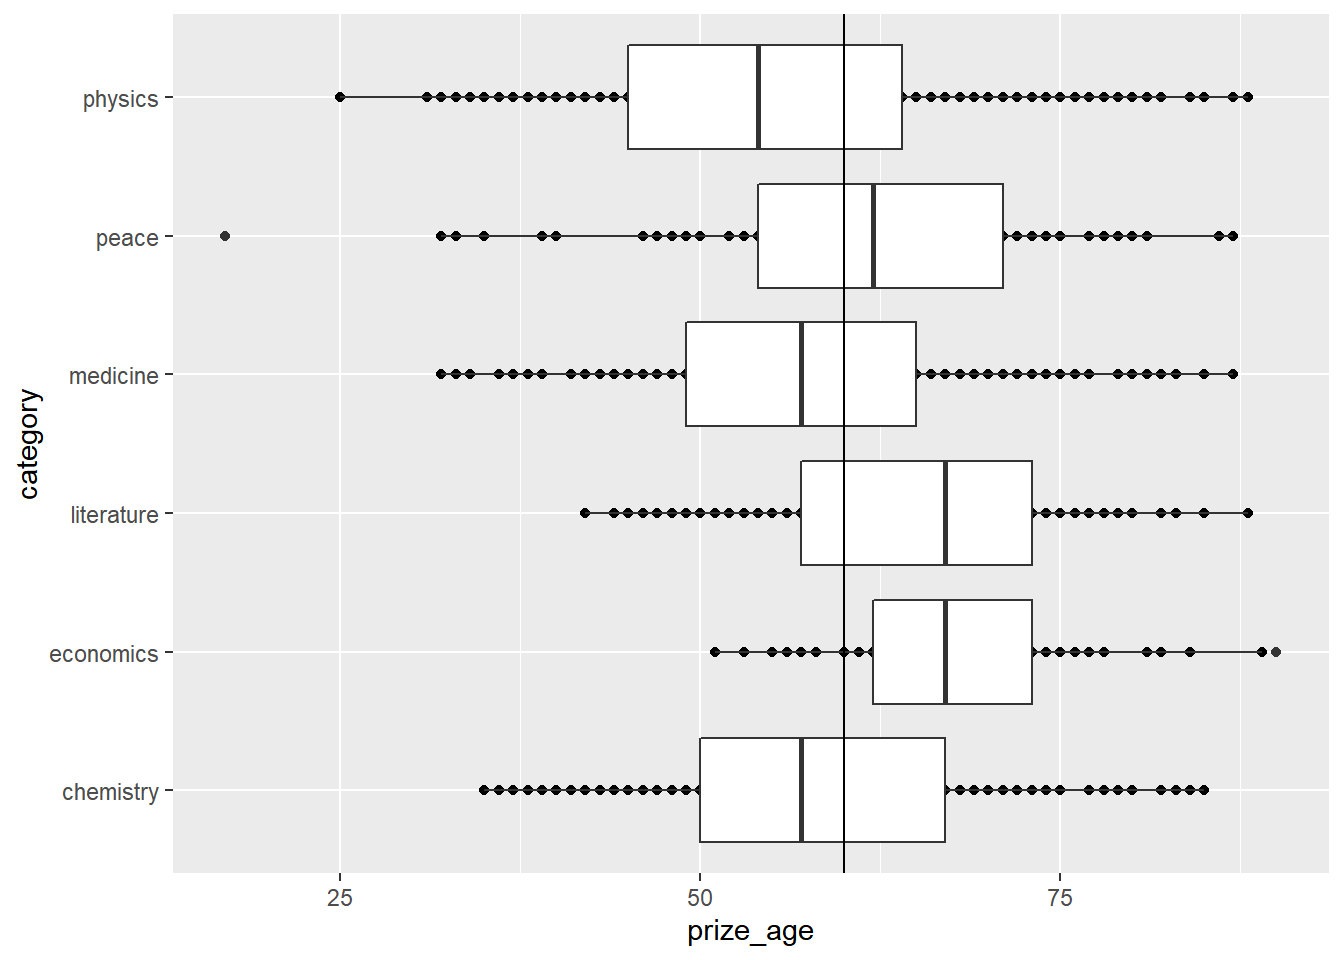 physics
peace
medicine
literature
economics
chemistry
category
25 50 75
prize_age